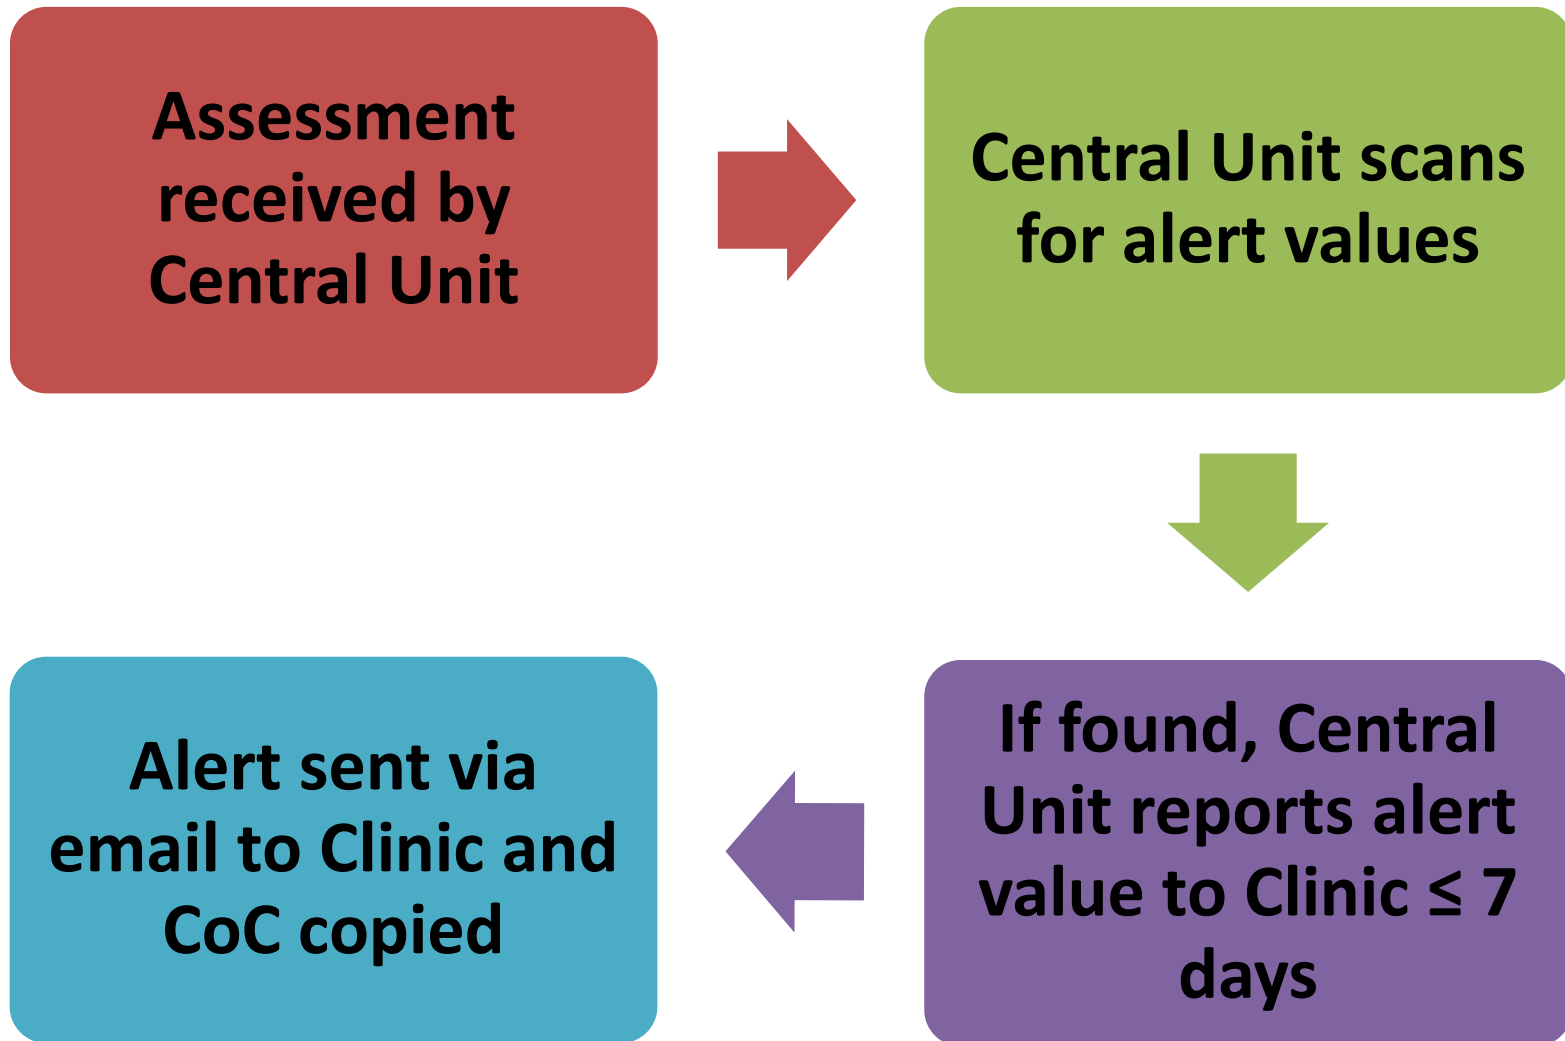 Assessment
received by
Central Unit
Central Unit scans
for alert values
If found, Central
Unit reports alert
value to Clinic ≤ 7
days
Alert sent via
email to Clinic and
CoC copied